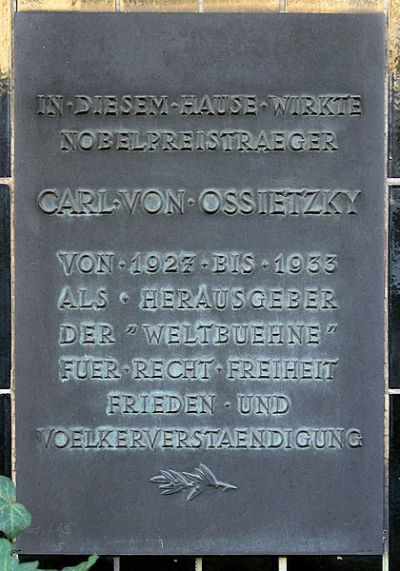 IN·DIESEM·HAUSE·WIRKTE
NOBELPREISTRAEGER
CARL·VON·OSSIETZKY
VON·1927·BIS·1933
ALS·HERAUSGEBER
DER "WELTBUEHNE"
FUER·RECHT·FREIHEIT
FRIEDEN·UND
VOELKERVERSTAENDIGUNG